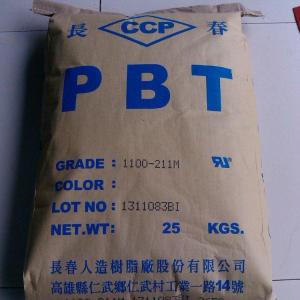 長 CCP 春
PBT
GRADE : 1100-211M
COLOR :
LOT NO : 1311083BI
NET.WT: 25 KGS.
長春人造樹脂廠股份有限公司
高雄縣仁武鄉仁武村工業一路14號
211M 1311083BI